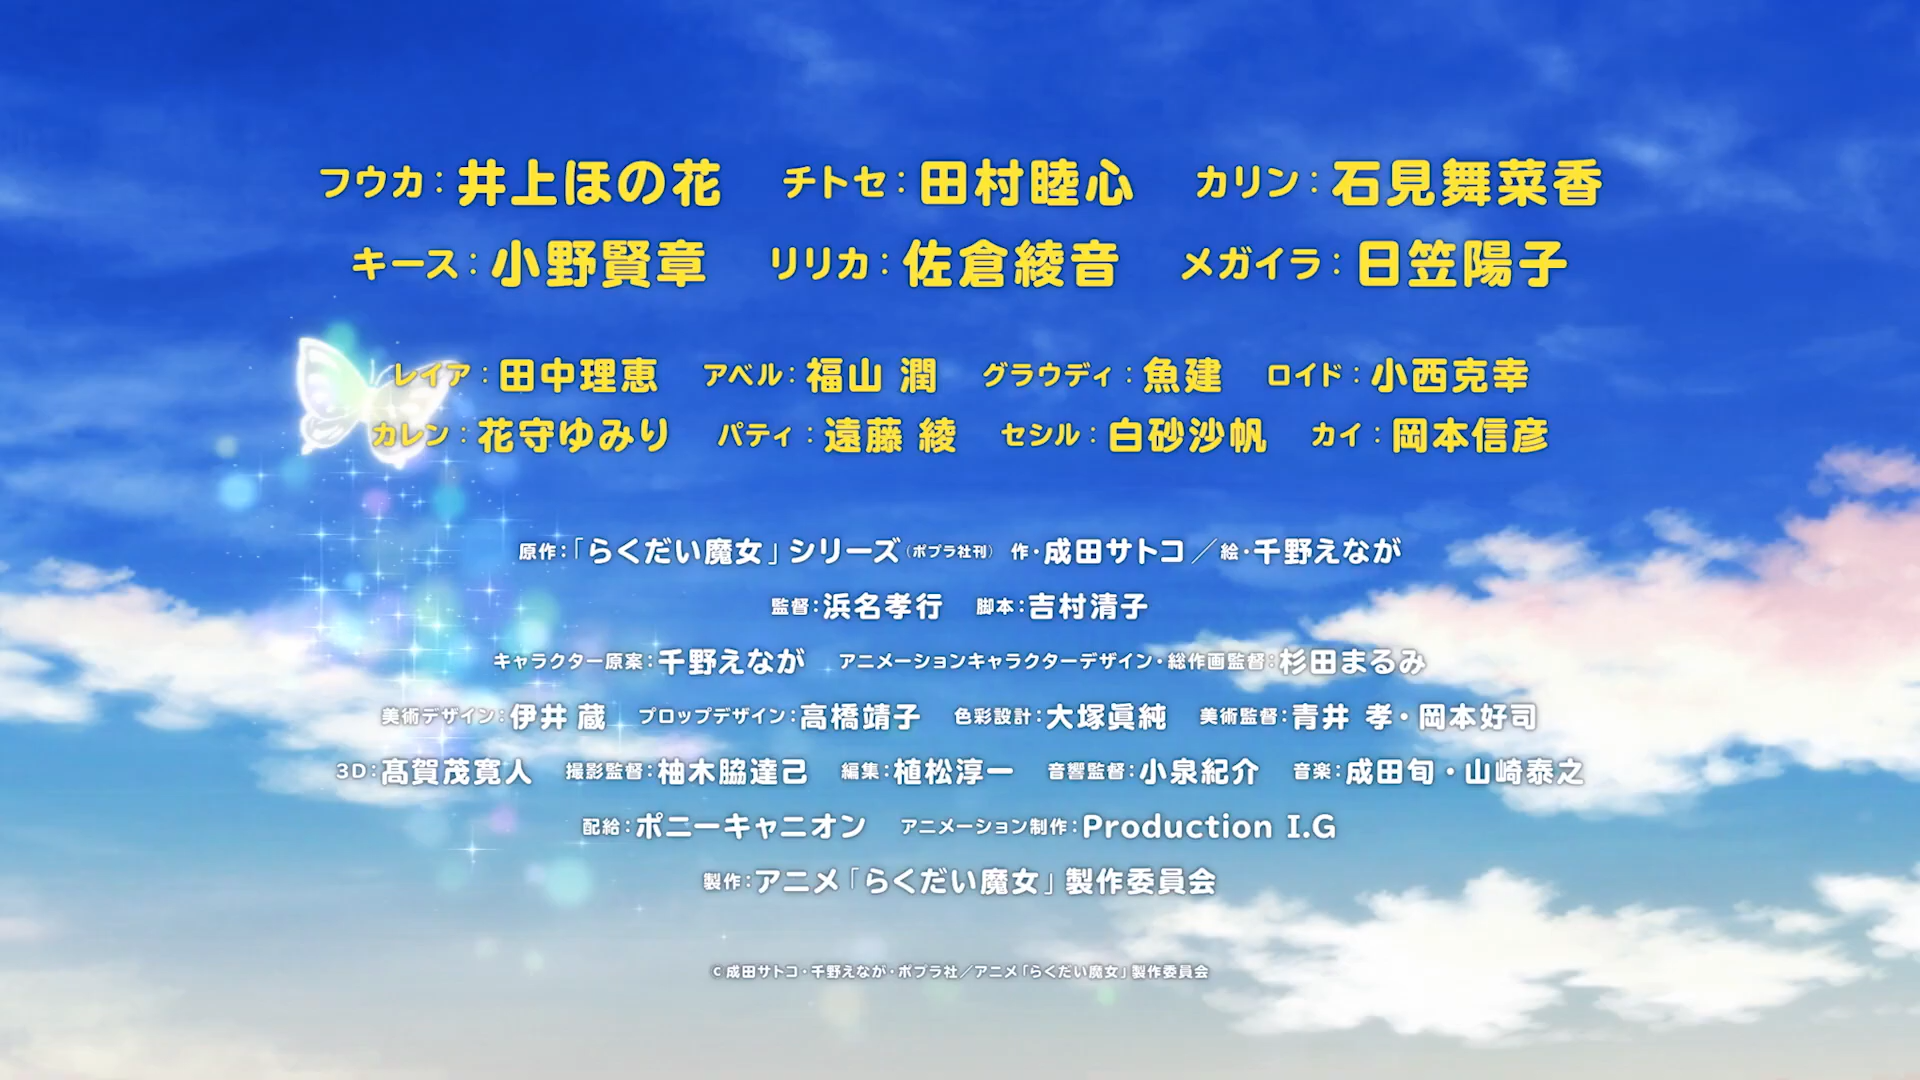 フウカ：井上ほの花　チトセ：田村睦心　カリン：石見舞菜香
キース：小野賢章　リリカ：佐倉綾音　メガイラ：日笠陽子
レイア：田中理恵　アベル：福山 潤　グラウディ：魚建　ロイド：小西克幸
カレン：花守ゆみり　パティ：遠藤 綾　セシル：白砂沙帆　カイ：岡本信彦
原作：「らくだい魔女」シリーズ（ポプラ社刊）　作・成田サトコ／絵・千野えなが
監督：浜名孝行　脚本：吉村清子
キャラクター原案：千野えなが　アニメーションキャラクターデザイン・総作画監督：杉田まるみ
美術デザイン：伊井 蔵　プロップデザイン：高橋靖子　色彩設計：大塚眞純　美術監督：青井 孝・岡本好司
3D：髙賀茂寛人　撮影監督：柚木脇達己　編集：植松淳一　音響監督：小泉紀介　音楽：成田旬・山崎泰之
配給：ポニーキャニオン　アニメーション制作：Production I.G
製作：アニメ「らくだい魔女」製作委員会
©成田サトコ・千野えなが・ポプラ社／アニメ「らくだい魔女」製作委員会